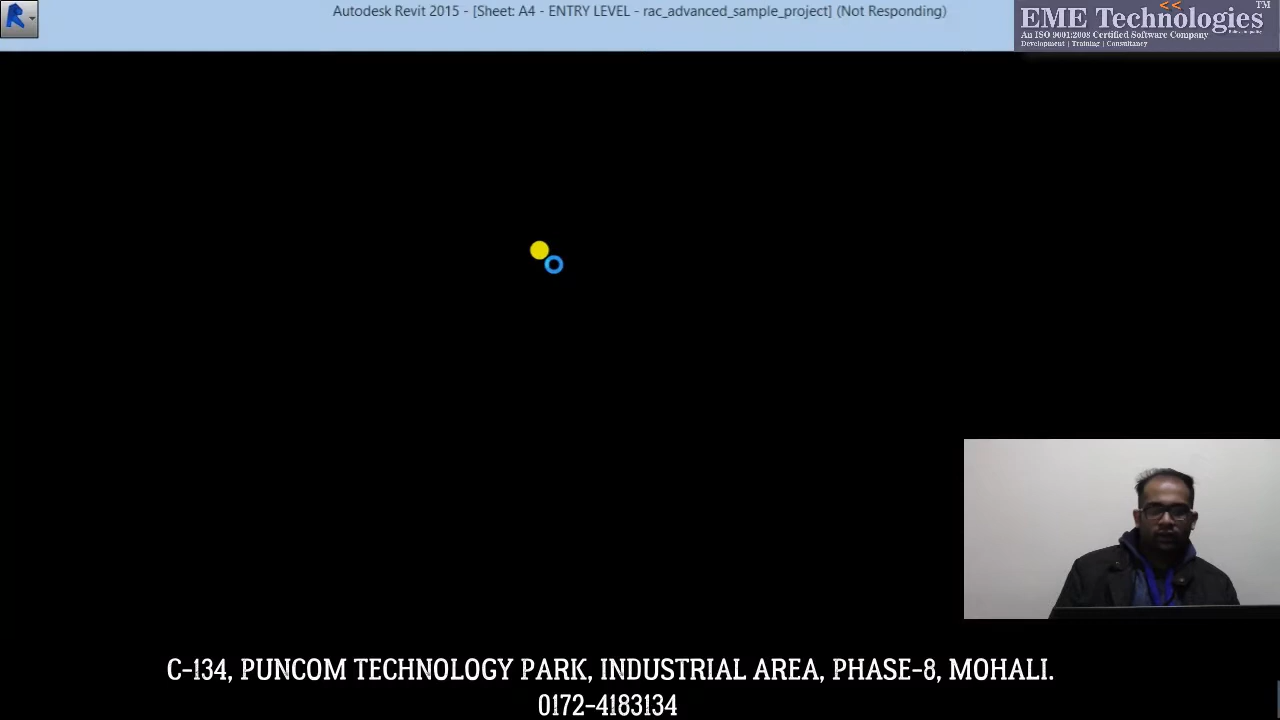 Autodesk Revit 2015 - [Sheet: A4 - ENTRY LEVEL - rac_advanced_sample_project] (Not Responding)
<<
EME Technologies™
An ISO 9001:2008 Certified Software Company
Development | Training | Consultancy
C-134, PUNCOM TECHNOLOGY PARK, INDUSTRIAL AREA, PHASE-8, MOHALI.
0172-4183134